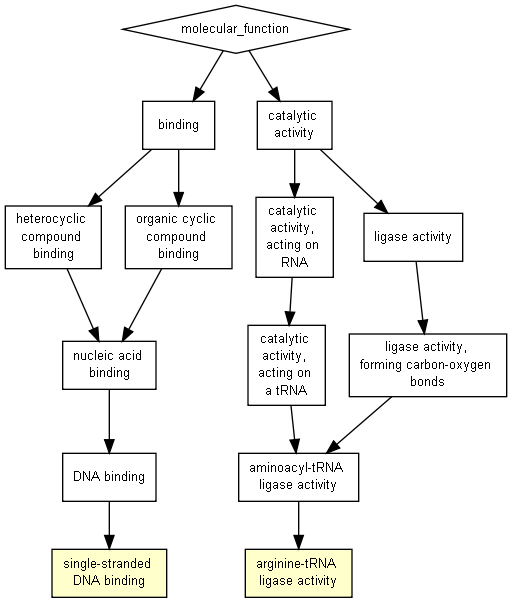 molecular_function
binding
catalytic
activity
heterocyclic
compound
binding
organic cyclic
compound
binding
catalytic
activity,
acting on
RNA
ligase activity
nucleic acid
binding
catalytic
activity,
acting on
a tRNA
ligase activity,
forming carbon-oxygen
bonds
DNA binding
aminoacyl-tRNA
ligase activity
single-stranded
DNA binding
arginine-tRNA
ligase activity